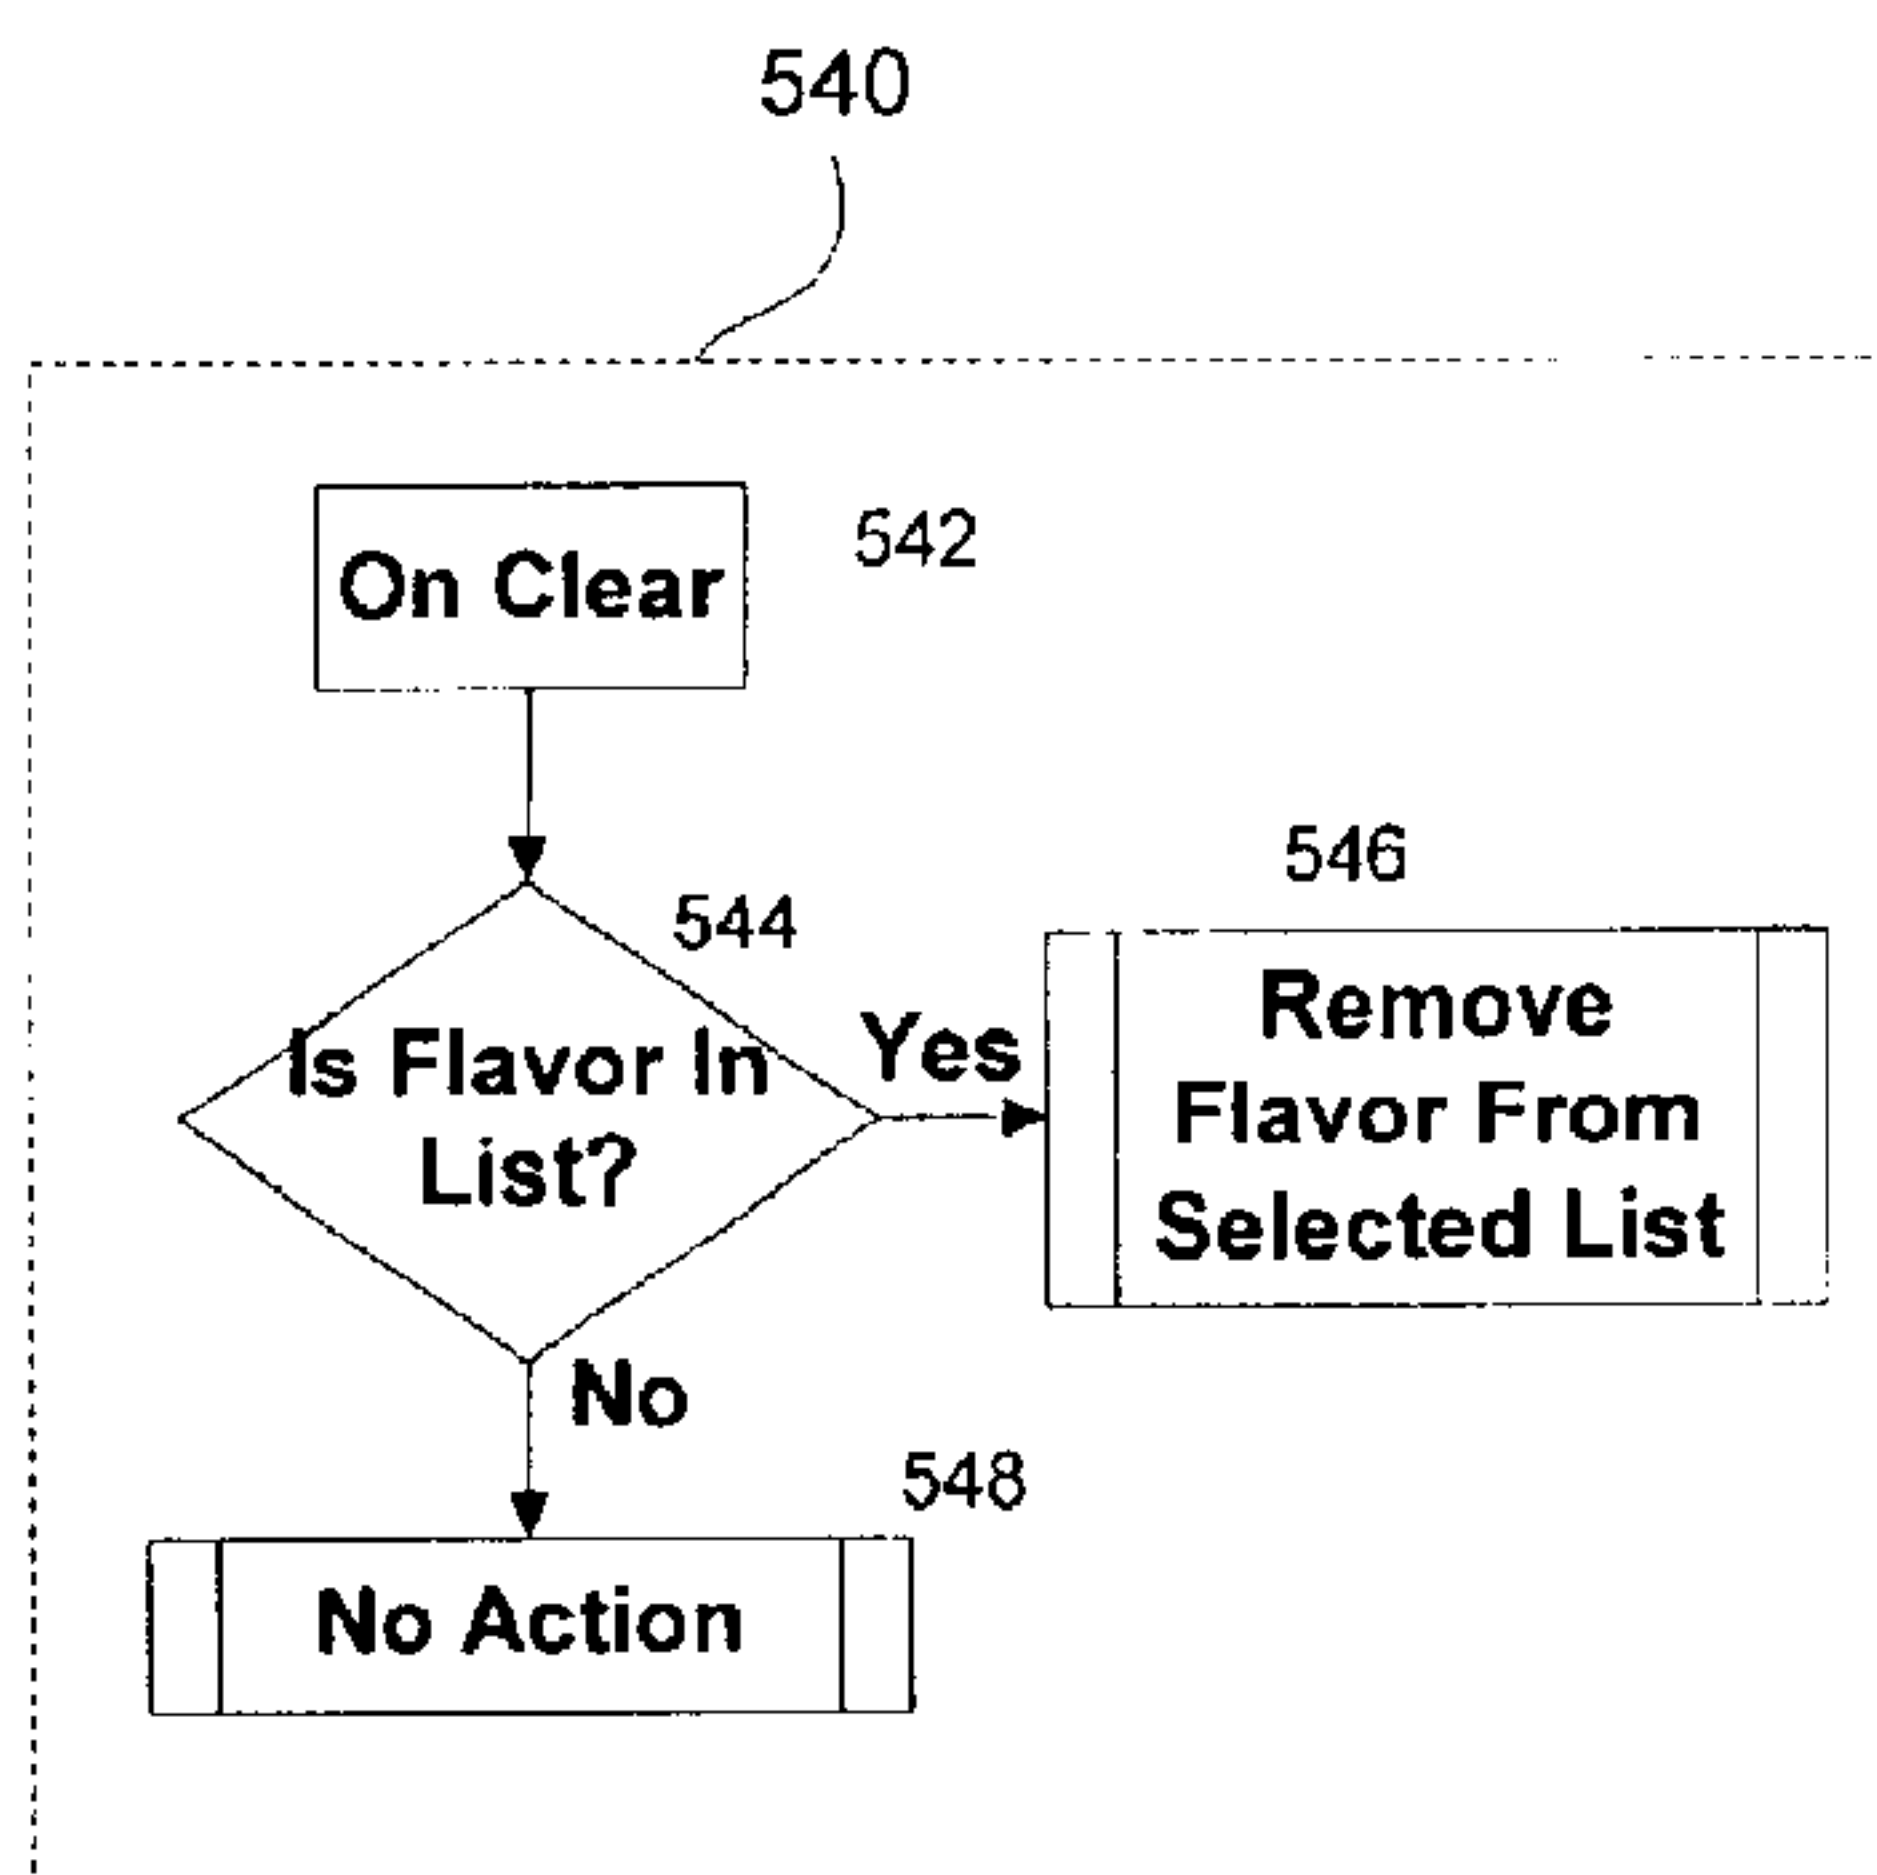 540
On Clear
542
544
Is Flavor In
List?
Yes
546
Remove
Flavor From
Selected List
No
548
No Action